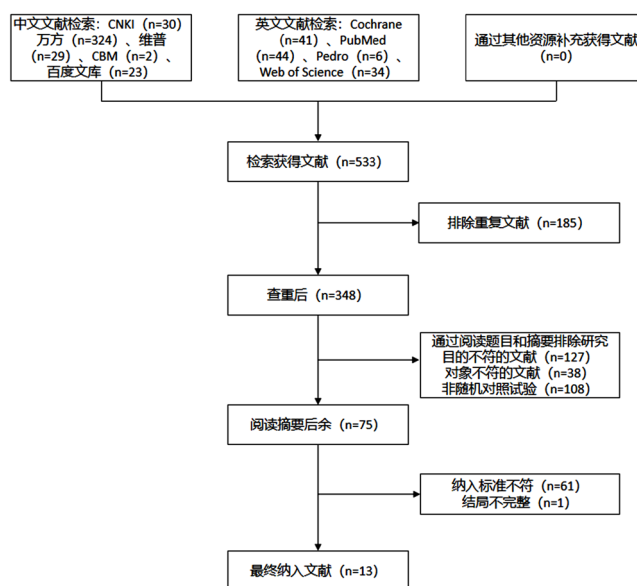 中文文献检索：CNKI（n=30）
万方（n=324）、维普
（n=29）、CBM（n=2）、
百度文库（n=23）
英文文献检索：Cochrane
（n=41）、PubMed
（n=44）、Pedro（n=6）、
Web of Science（n=34）
通过其他资源补充获得文献
（n=0）
检索获得文献（n=533）
排除重复文献（n=185）
查重后（n=348）
通过阅读题目和摘要排除研究
目的不符的文献（n=127）
对象不符的文献（n=38）
非随机对照试验（n=108）
阅读摘要后余（n=75）
纳入标准不符（n=61）
结局不完整（n=1）
最终纳入文献（n=13）